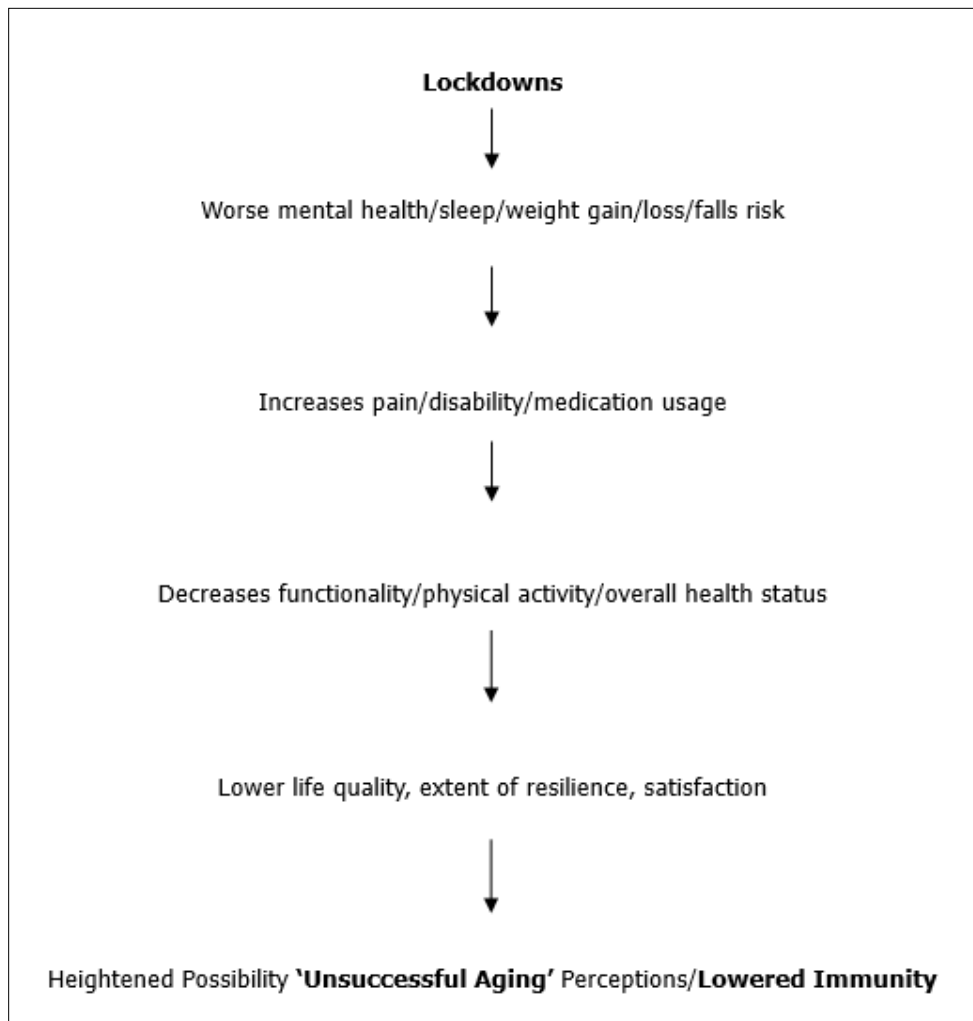 Lockdowns
Worse mental health/sleep/weight gain/loss/falls risk
Increases pain/disability/medication usage
Decreases functionality/physical activity/overall health status
Lower life quality, extent of resilience, satisfaction
Heightened Possibility ‘Unsuccessful Aging’ Perceptions/Lowered Immunity